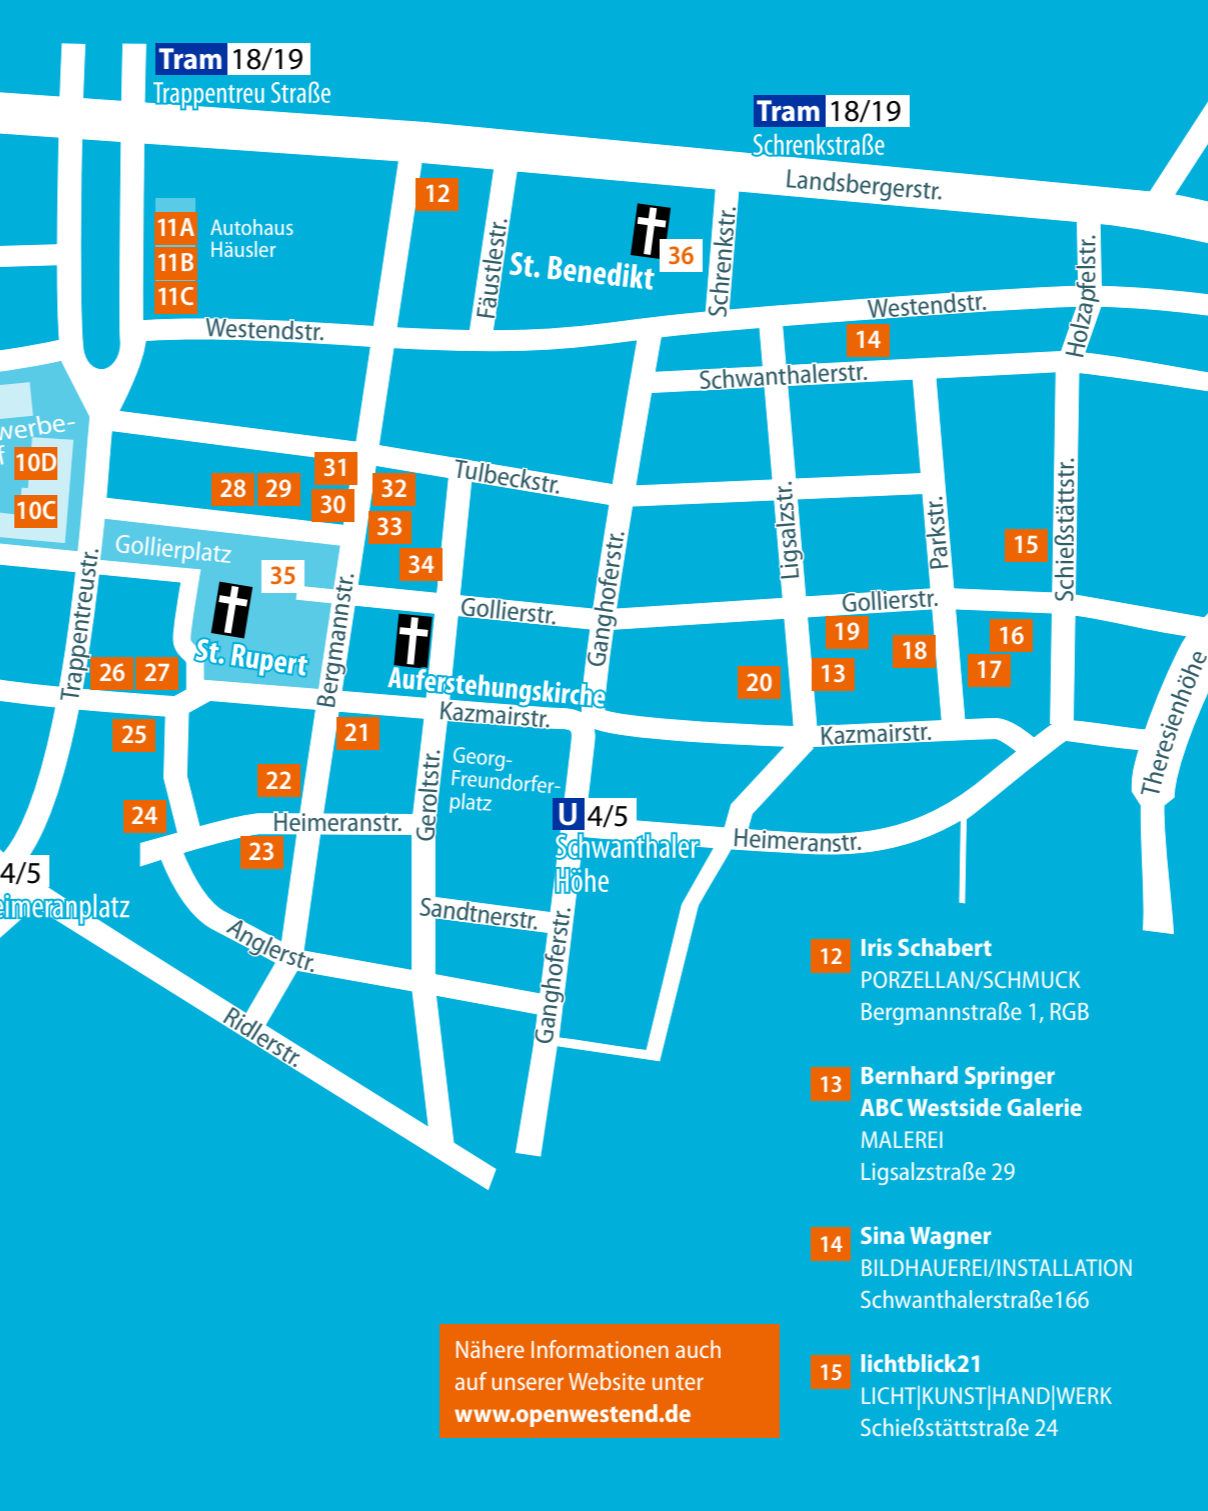 Tram 18/19
Trappentreu Straße
Tram 18/19
Schrenkstraße
Landsbergerstr.
12
11A
Autohaus
Häusler
11B
11C
Fäustlestr.
36
St. Benedikt
Schrenkstr.
Holzapfelstr.
Westendstr.
Westendstr.
14
Schwanthalerstr.
werbe-
f
10D
10C
31
28
29
30
32
33
34
Tulbeckstr.
Ligsalzstr.
Parkstr.
Schießstättstr.
15
Gollierplatz
35
St. Rupert
Trappentreustr.
Bergmannstr.
Gollierstr.
Ganghoferstr.
Gollierstr.
19
18
16
17
13
20
26
27
Auferstehungskirche
Kazmairstr.
Kazmairstr.
Theresienhöhe
25
21
22
24
23
Georg-
Freundorfer-
platz
Geroltstr.
Heimeranstr.
U 4/5
Schwanthaler
Höhe
Heimeranstr.
4/5
eimeranplatz
Sandtnerstr.
Anglerstr.
Ganghoferstr.
Ridlerstr.
12
Iris Schabert
PORZELLAN/SCHMUCK
Bergmannstraße 1, RGB
13
Bernhard Springer
ABC Westside Galerie
MALEREI
Ligsalzstraße 29
14
Sina Wagner
BILDHAUEREI/INSTALLATION
Schwanthalerstraße166
15
lichtblick21
LICHT|KUNST|HAND|WERK
Schießstättstraße 24
Nähere Informationen auch
auf unserer Website unter
www.openwestend.de